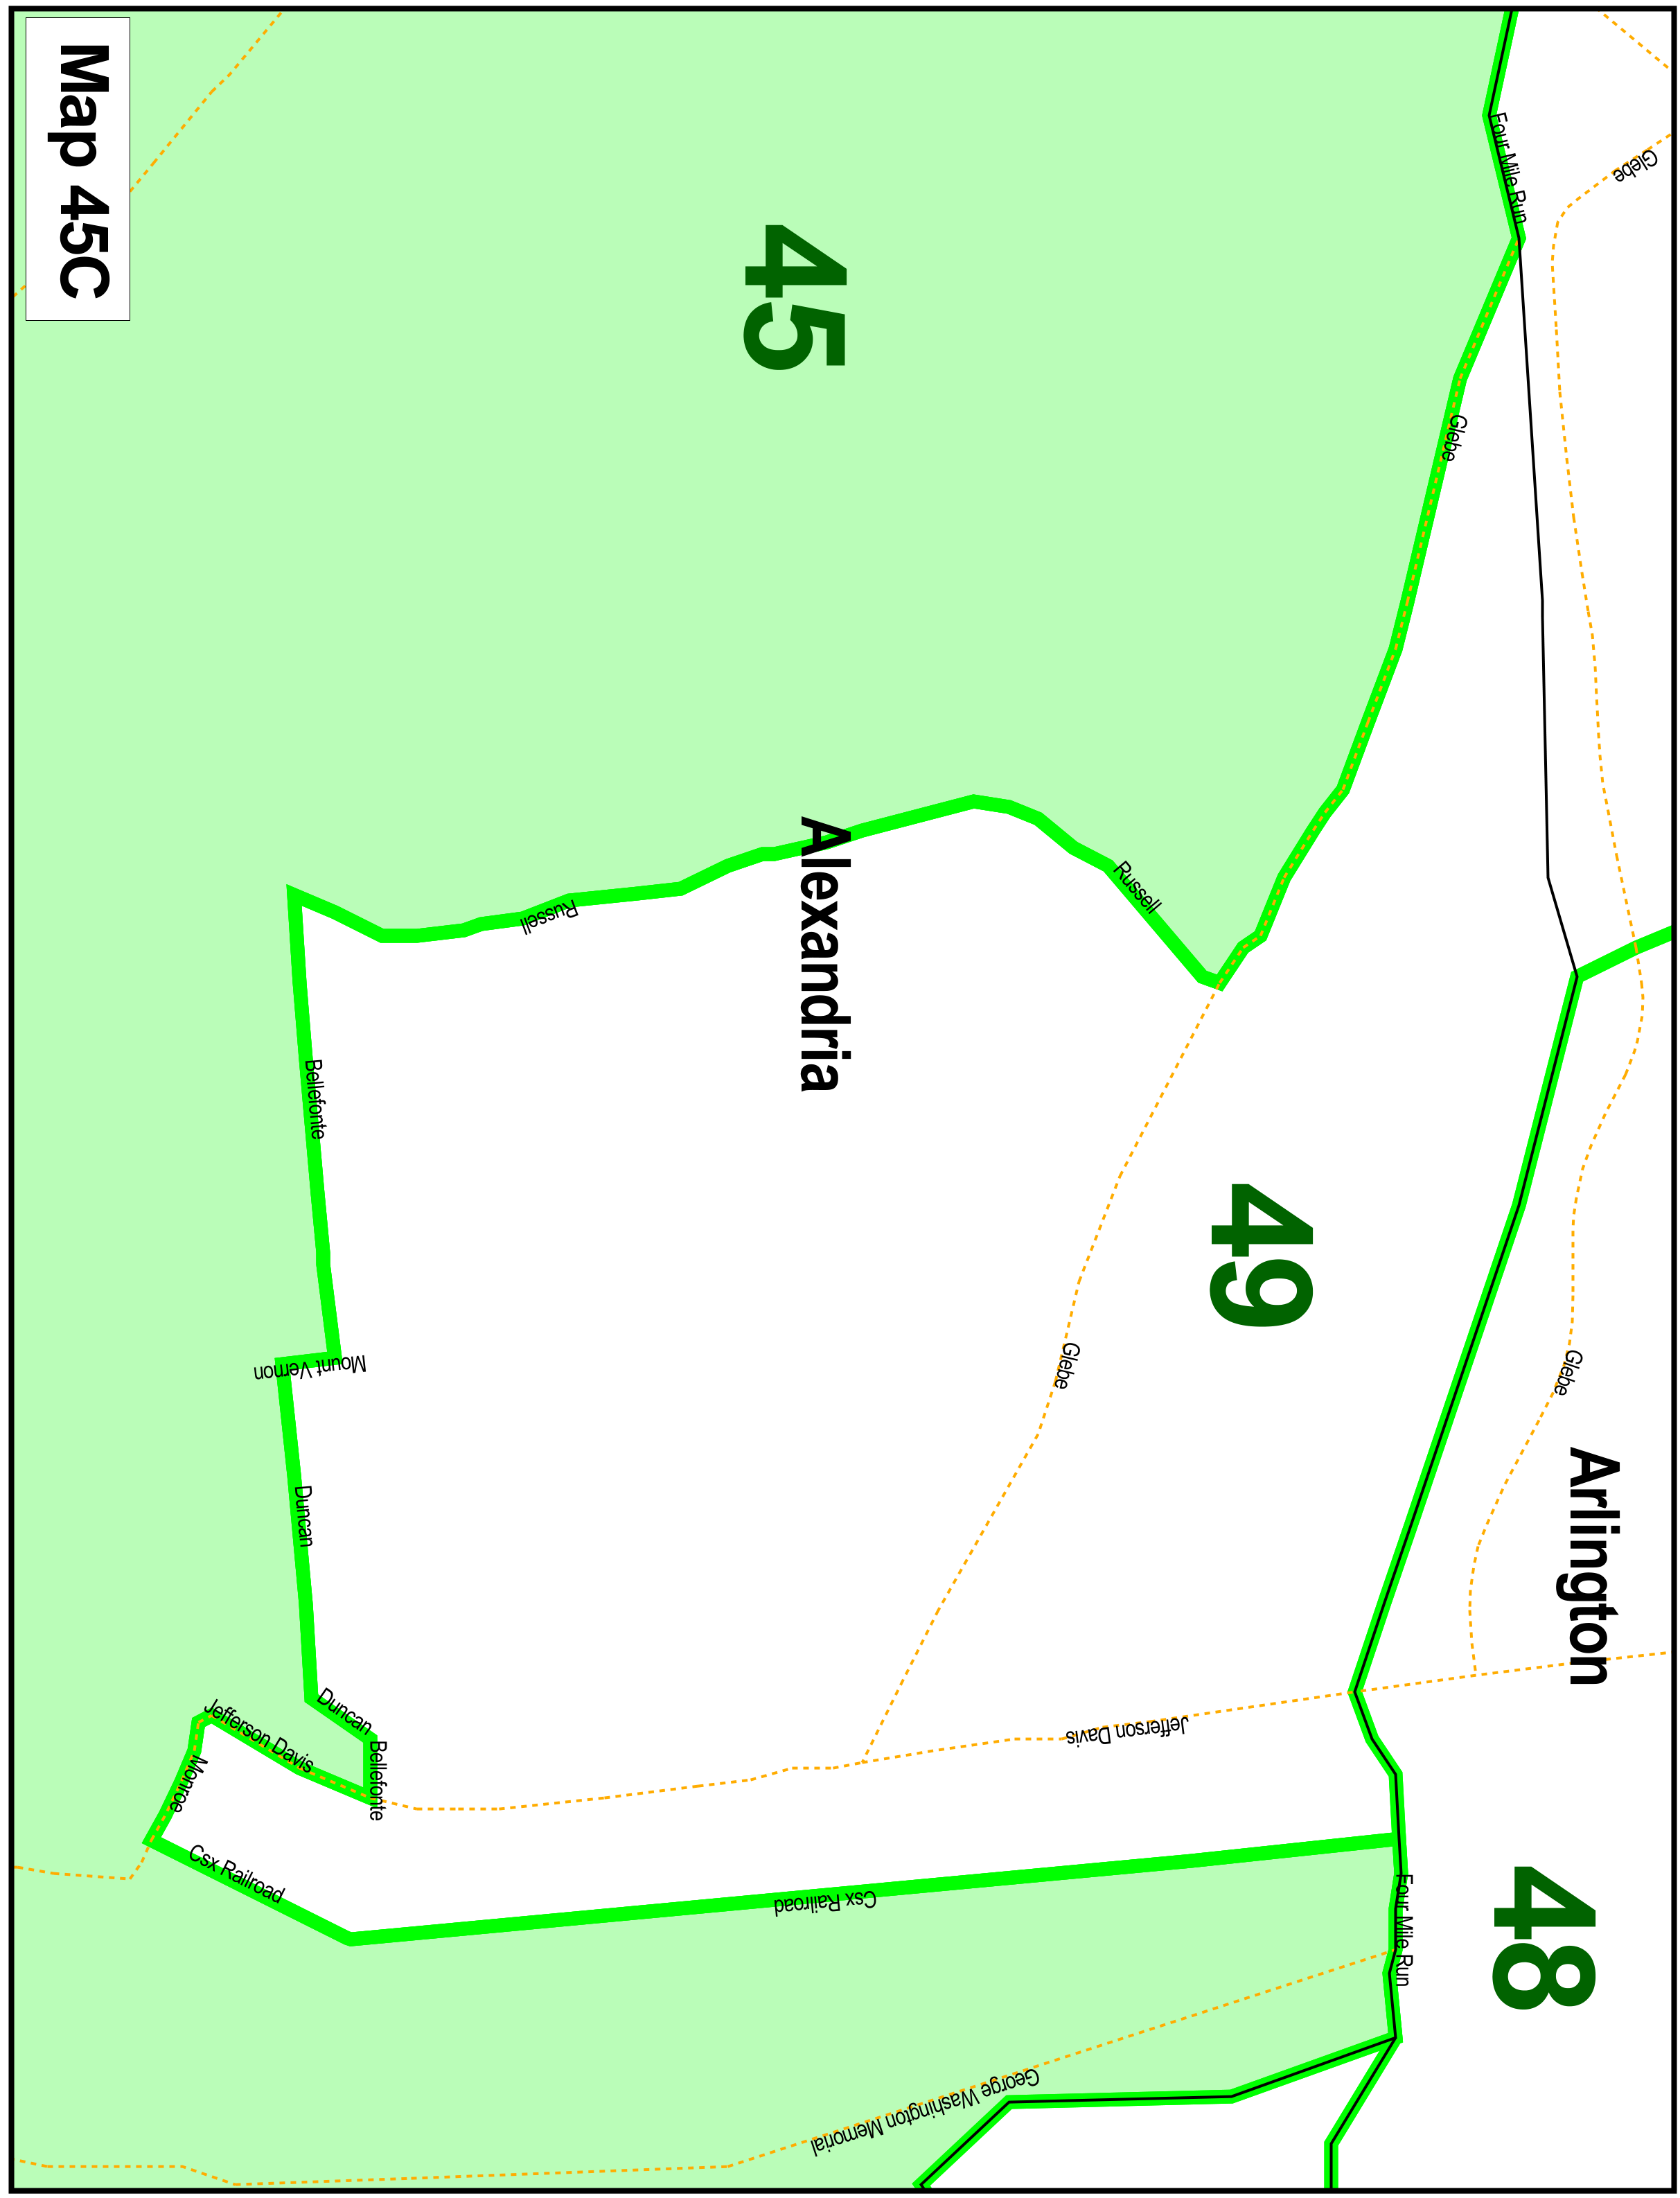 Four Mile Run
Glebe
Glebe
Arlington
Glebe
48
Four Mile Run
49
Glebe
Jefferson Davis
Russell
45
Alexandria
Csx Railroad
George Washington Memorial
Russell
Bellefonte
Mount Vernon
Duncan
Duncan
Bellefonte
Jefferson Davis
Monroe
Csx Railroad
Map 45C